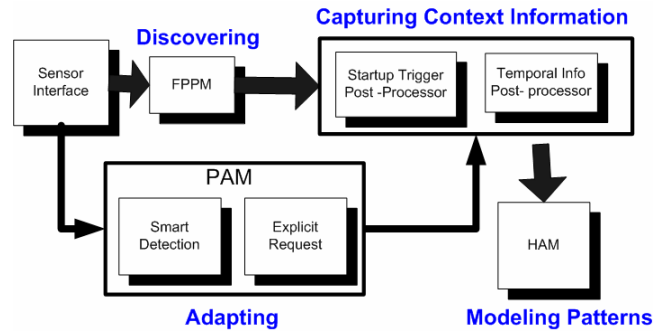 Capturing Context Information
Discovering
Sensor
Interface
FPPM
Startup Trigger
Post -Processor
Temporal Info
Post- processor
PAM
Smart
Detection
Explicit
Request
HAM
Adapting
Modeling Patterns